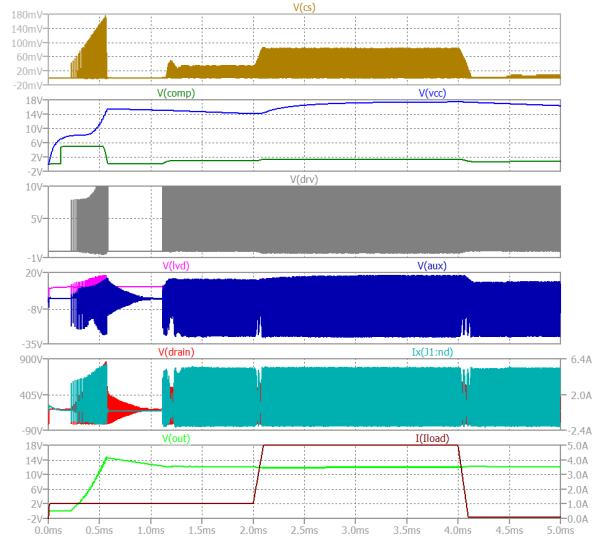 V(cs)
180mV
140mV
100mV
60mV
20mV
-20mV
V(comp) V(vcc)
18V
14V
10V
6V
2V
-2V
V(drv)
10V
5V
-1V
V(lvd) V(aux)
20V
-8V
-35V
V(drain) Ix(J1:nd)
900V 6.4A
405V 2.0A
-90V -2.4A
V(out) I(Iload)
18V 5.0A
14V 4.0A
10V 3.0A
6V 2.0A
2V 1.0A
-2V 0.0A
0.0ms 0.5ms 1.0ms 1.5ms 2.0ms 2.5ms 3.0ms 3.5ms 4.0ms 4.5ms 5.0ms